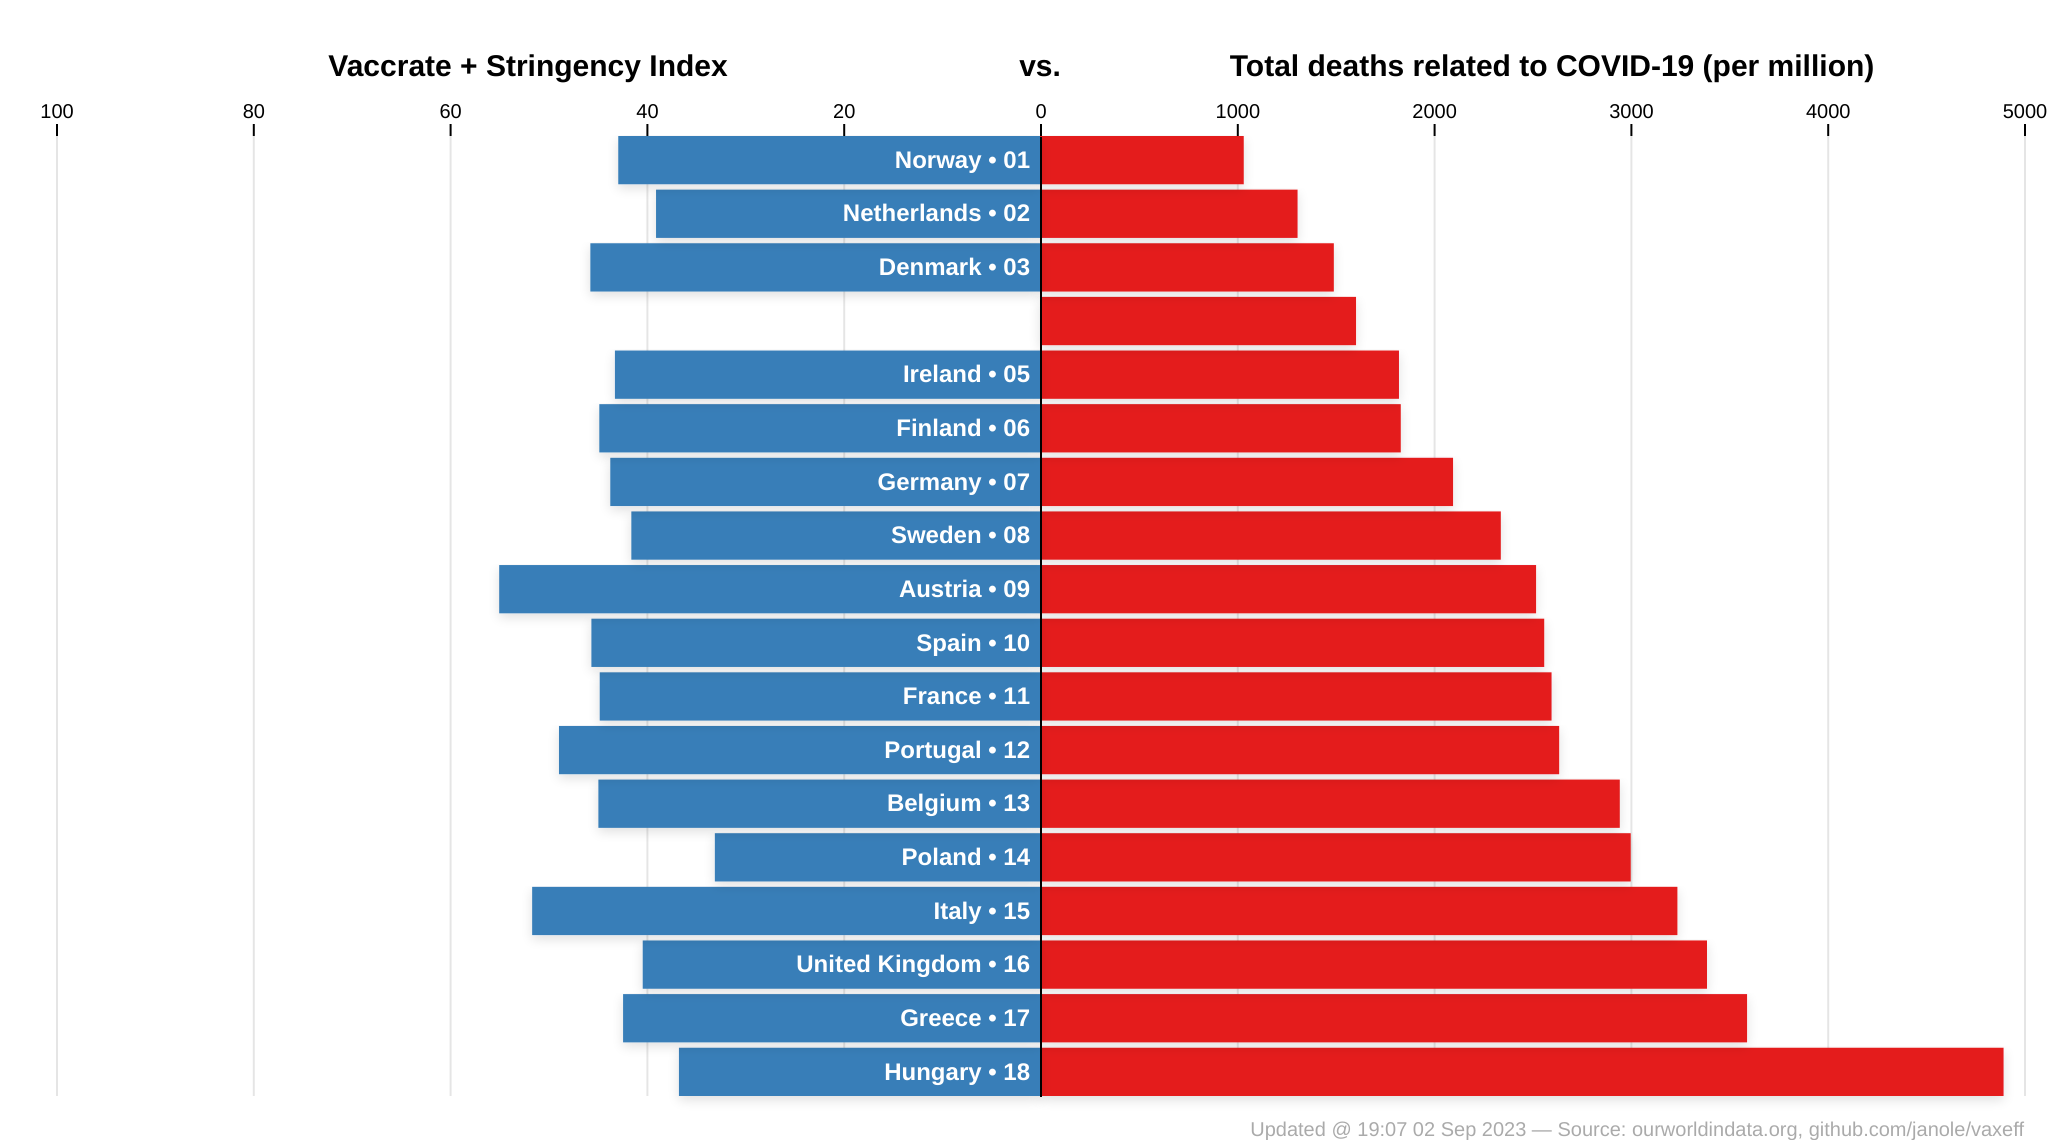 Vaccrate + Stringency Index vs. Total deaths related to COVID-19 (per million)
100 80 60 40 20 0 1000 2000 3000 4000 5000
Norway • 01
Netherlands • 02
Denmark • 03
Ireland • 05
Finland • 06
Germany • 07
Sweden • 08
Austria • 09
Spain • 10
France • 11
Portugal • 12
Belgium • 13
Poland • 14
Italy • 15
United Kingdom • 16
Greece • 17
Hungary • 18
Updated @ 19:07 02 Sep 2023 — Source: ourworldindata.org, github.com/janole/vaxeff